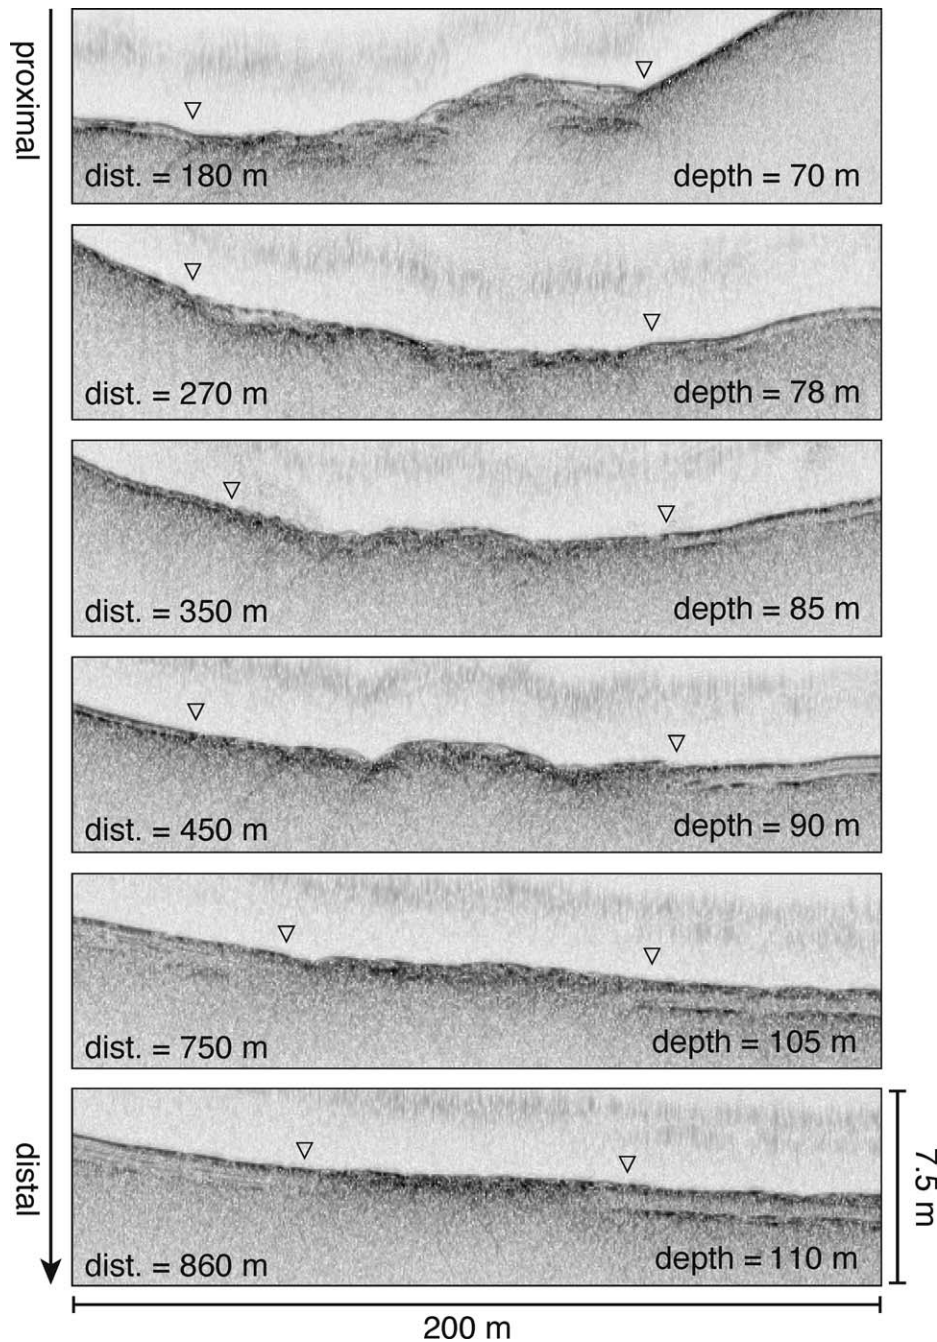 proximal
dist. = 180 m
depth = 70 m
dist. = 270 m
depth = 78 m
dist. = 350 m
depth = 85 m
dist. = 450 m
depth = 90 m
dist. = 750 m
depth = 105 m
distal
dist. = 860 m
depth = 110 m
7.5 m
200 m